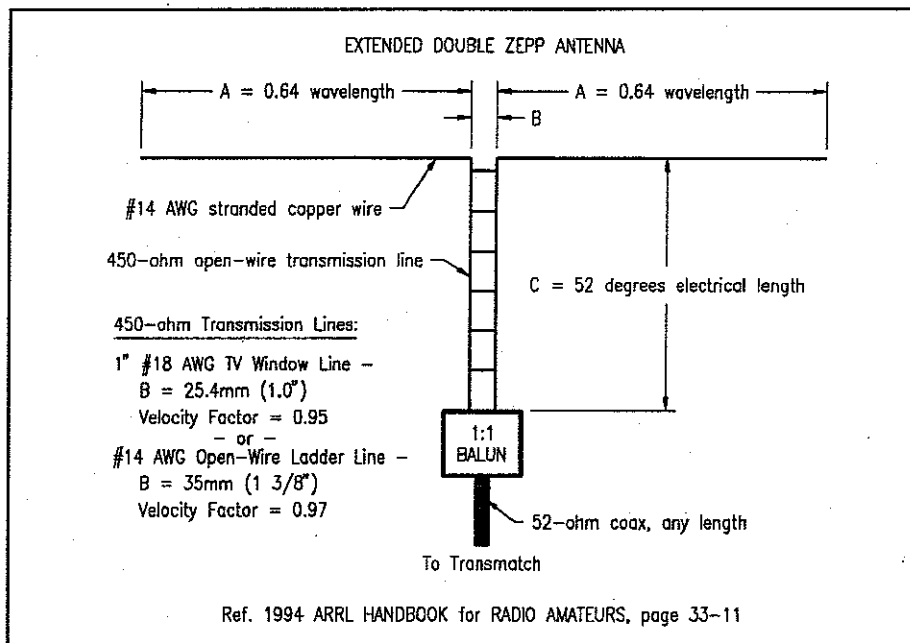 EXTENDED DOUBLE ZEPP ANTENNA
A = 0.64 wavelength
A = 0.64 wavelength
B
#14 AWG stranded copper wire
450-ohm open-wire transmission line
C = 52 degrees electrical length
450-ohm Transmission Lines:
1" #18 AWG TV Window Line -
B = 25.4mm (1.0")
Velocity Factor = 0.95
- or -
#14 AWG Open-Wire Ladder Line -
B = 35mm (1 3/8")
Velocity Factor = 0.97
1:1
BALUN
52-ohm coax, any length
To Transmatch
Ref. 1994 ARRL HANDBOOK for RADIO AMATEURS, page 33-11